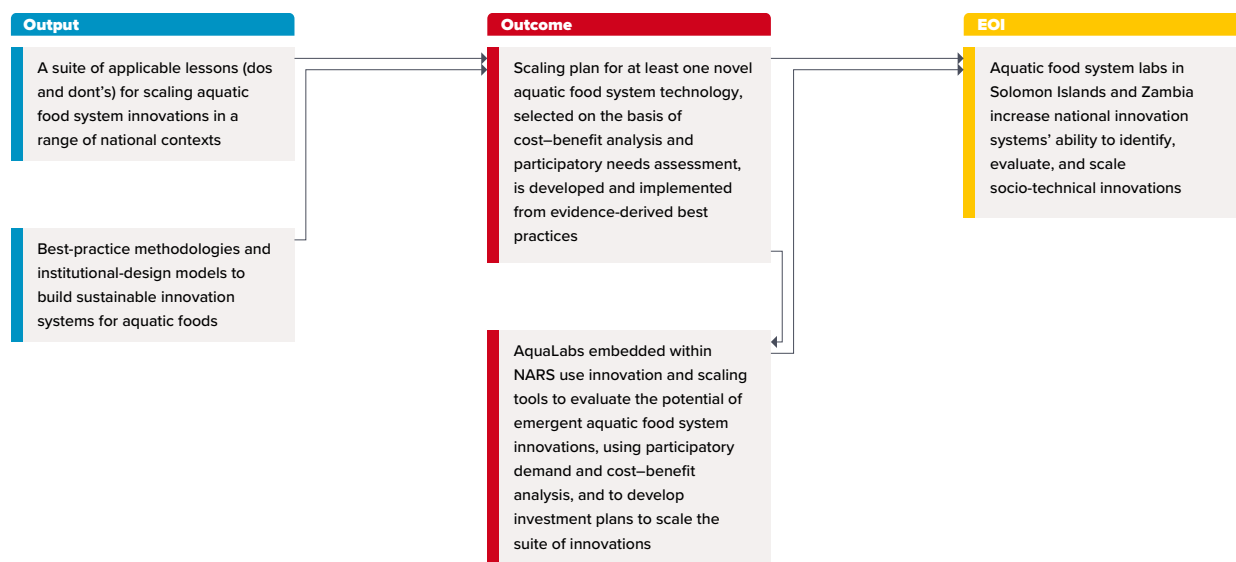 Output
A suite of applicable lessons (dos
and dont's) for scaling aquatic
food system innovations in a
range of national contexts
Best-practice methodologies and
institutional-design models to
build sustainable innovation
systems for aquatic foods
Outcome
Scaling plan for at least one novel
aquatic food system technology,
selected on the basis of
cost–benefit analysis and
participatory needs assessment,
is developed and implemented
from evidence-derived best
practices
AquaLabs embedded within
NARS use innovation and scaling
tools to evaluate the potential of
emergent aquatic food system
innovations, using participatory
demand and cost–benefit
analysis, and to develop
investment plans to scale the
suite of innovations
EOI
Aquatic food system labs in
Solomon Islands and Zambia
increase national innovation
systems' ability to identify,
evaluate, and scale
socio-technical innovations